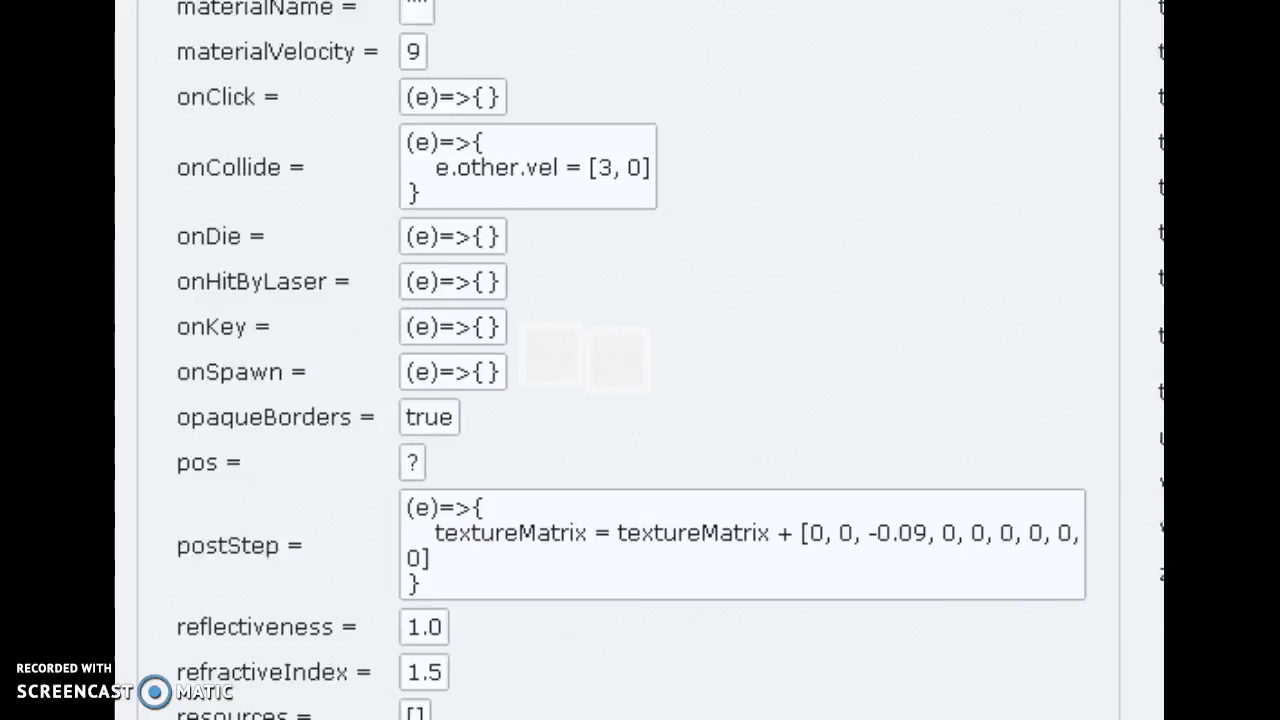 materialName = ""
materialVelocity = 9
onClick = (e)=>{}
onCollide = (e)=>{
e.other.vel = [3, 0]
}
onDie = (e)=>{}
onHitByLaser = (e)=>{}
onKey = (e)=>{}
onSpawn = (e)=>{}
opaqueBorders = true
pos = ?
postStep = (e)=>{
textureMatrix = textureMatrix + [0, 0, -0.09, 0, 0, 0, 0, 0,
0]
}
reflectiveness = 1.0
refractiveIndex = 1.5
resources = []
RECORDED WITH
SCREENCAST MATIC